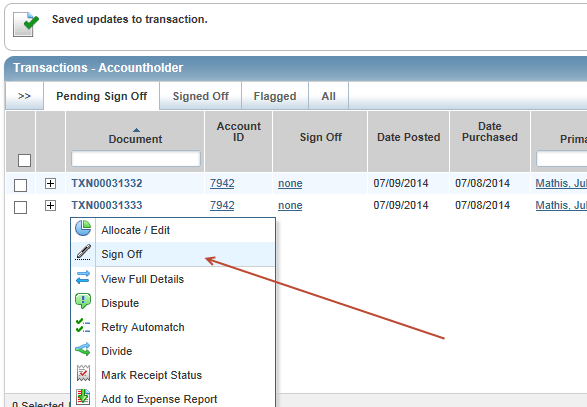 Saved updates to transaction.
Transactions - Accountholder
>> Pending Sign Off Signed Off Flagged All
Document Account ID Sign Off Date Posted Date Purchased
TXN00031332 7942 none 07/09/2014 07/08/2014 Mathis,
TXN00031333 7942 none 07/09/2014 07/08/2014 Mathis,
Allocate / Edit
Sign Off
View Full Details
Dispute
Retry Automatch
Divide
Mark Receipt Status
Add to Expense Report
0 Selected